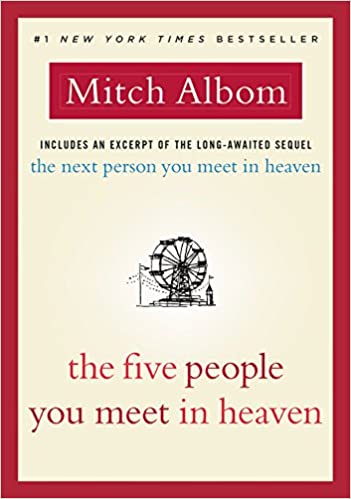 #1 NEW YORK TIMES BESTSELLER
Mitch Albom
INCLUDES AN EXCERPT OF THE LONG-AWAITED SEQUEL
the next person you meet in heaven
the five people
you meet in heaven